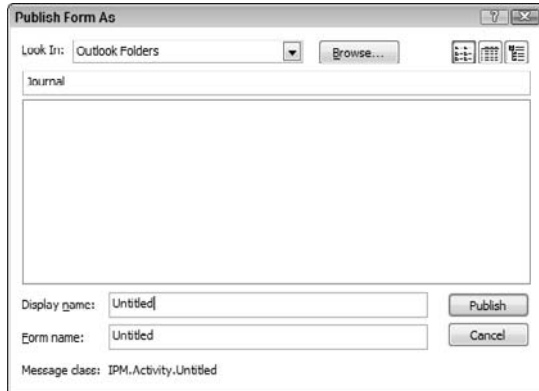 Publish Form As
Look In: Outlook Folders Browse...
Journal
Display name: Untitled Publish
Form name: Untitled Cancel
Message class: IPM.Activity.Untitled